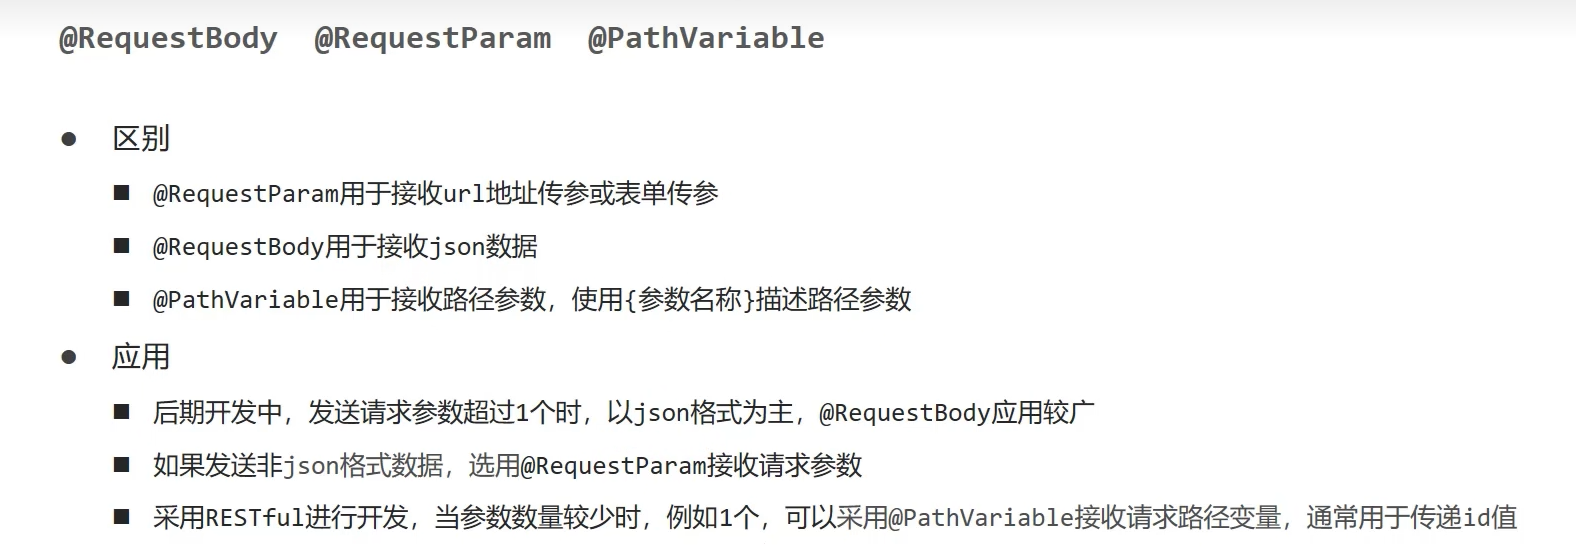 @RequestBody  @RequestParam  @PathVariable
● 区别
■ @RequestParam用于接收url地址传参或表单传参
■ @RequestBody用于接收json数据
■ @PathVariable用于接收路径参数，使用{参数名称}描述路径参数
● 应用
■ 后期开发中，发送请求参数超过1个时，以json格式为主，@RequestBody应用较广
■ 如果发送非json格式数据，选用@RequestParam接收请求参数
■ 采用RESTful进行开发，当参数数量较少时，例如1个，可以采用@PathVariable接收请求路径变量，通常用于传递id值